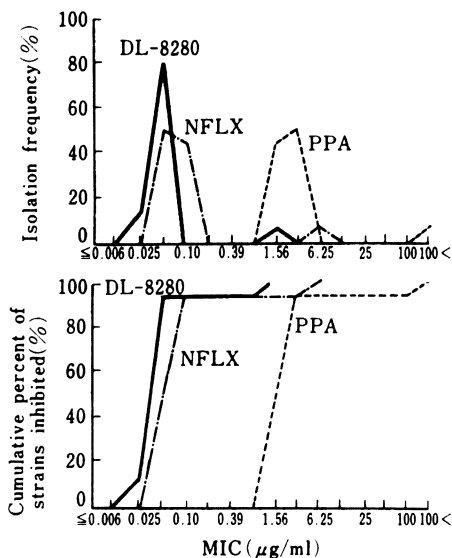 Isolation frequency(%)
100
80
60
40
20
0
DL-8280
NFLX
PPA
≦0.006 0.025 0.10 0.39 1.56 6.25 25 100 100<
Cumulative percent of
strains inhibited(%)
100
80
60
40
20
0
DL-8280
NFLX
PPA
≦0.006 0.025 0.10 0.39 1.56 6.25 25 100 100<
MIC(μg/ml)